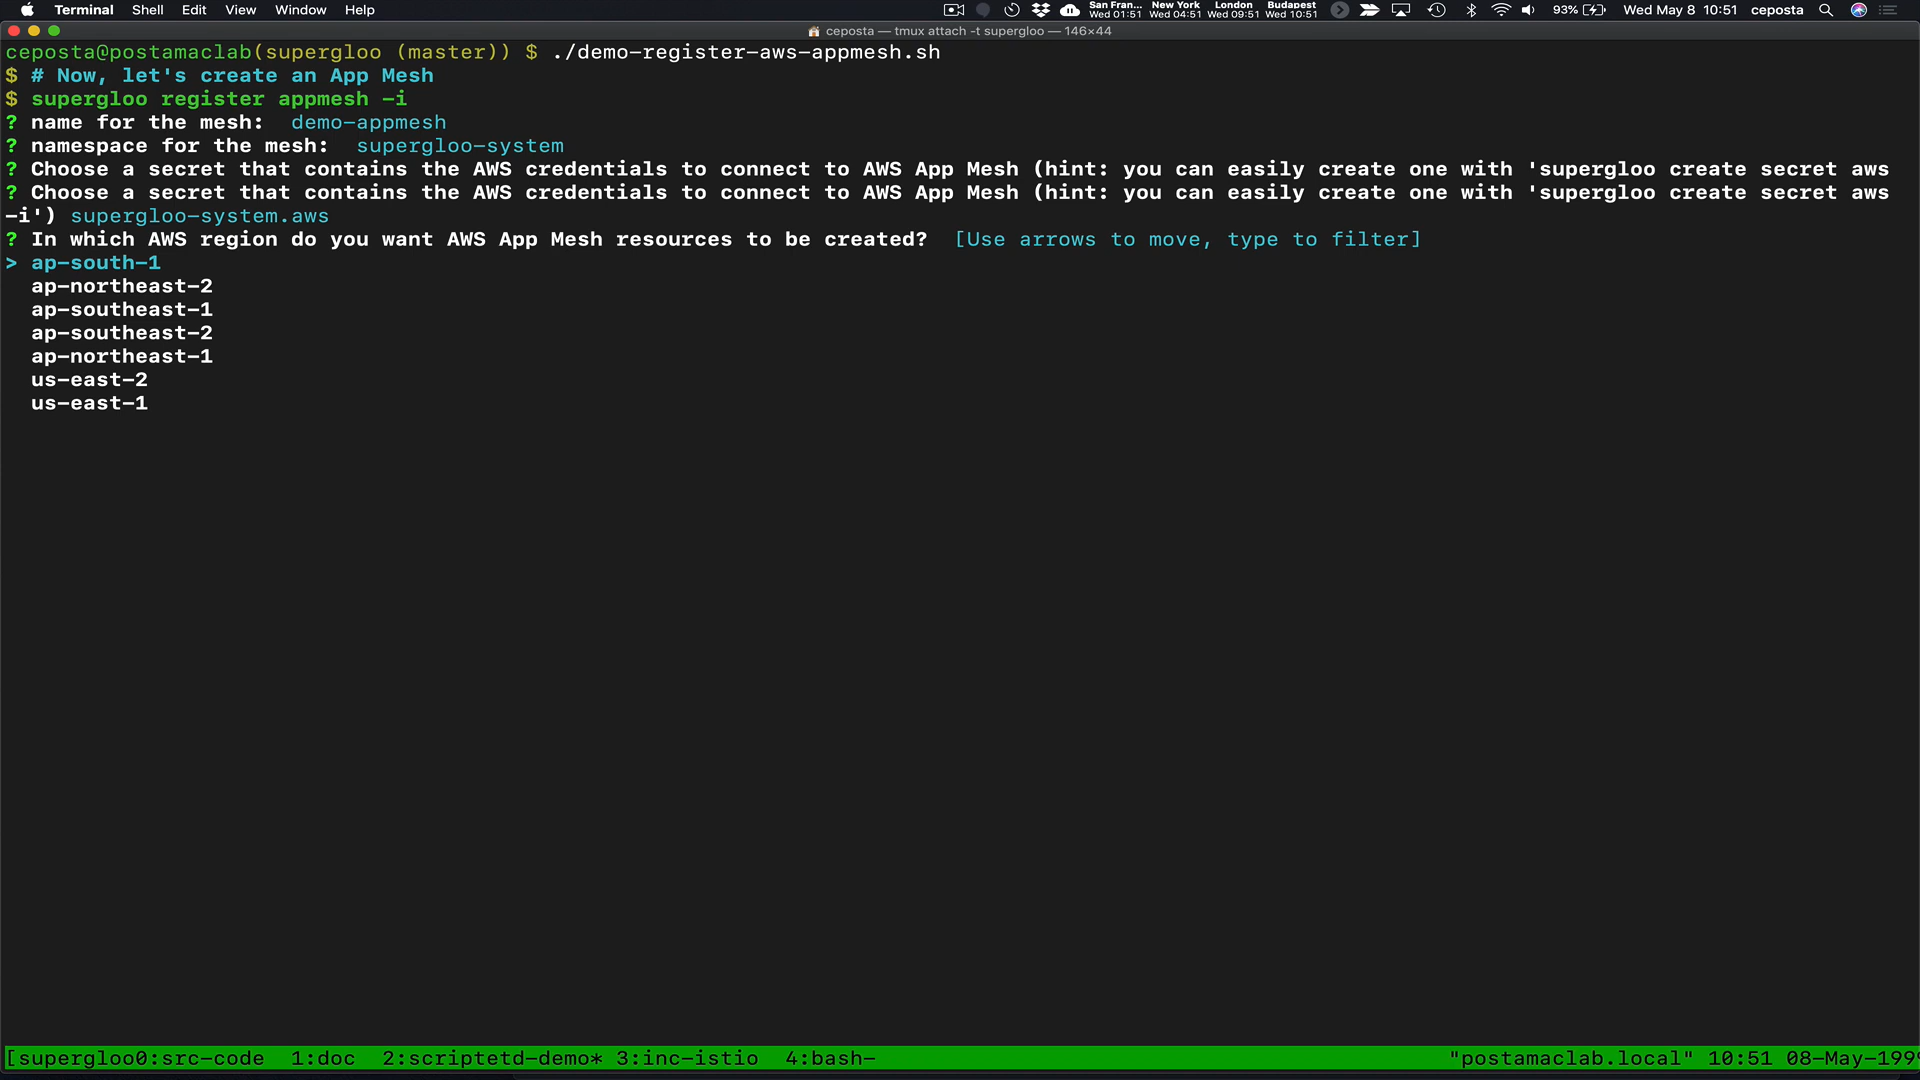 Terminal Shell Edit View Window Help San Fran... Wed 01:51 New York Wed 04:51 London Wed 09:51 Budapest Wed 10:51 93% Wed May 8 10:51 ceposta
ceposta — tmux attach -t supergloo — 146×44
ceposta@postamaclab(supergloo (master)) $ ./demo-register-aws-appmesh.sh
$ # Now, let's create an App Mesh
$ supergloo register appmesh -i
? name for the mesh:  demo-appmesh
? namespace for the mesh:  supergloo-system
? Choose a secret that contains the AWS credentials to connect to AWS App Mesh (hint: you can easily create one with 'supergloo create secret aws
? Choose a secret that contains the AWS credentials to connect to AWS App Mesh (hint: you can easily create one with 'supergloo create secret aws
-i') supergloo-system.aws
? In which AWS region do you want AWS App Mesh resources to be created?  [Use arrows to move, type to filter]
> ap-south-1
ap-northeast-2
ap-southeast-1
ap-southeast-2
ap-northeast-1
us-east-2
us-east-1
[supergloo0:src-code  1:doc  2:scriptetd-demo* 3:inc-istio  4:bash- "postamaclab.local" 10:51 08-May-199